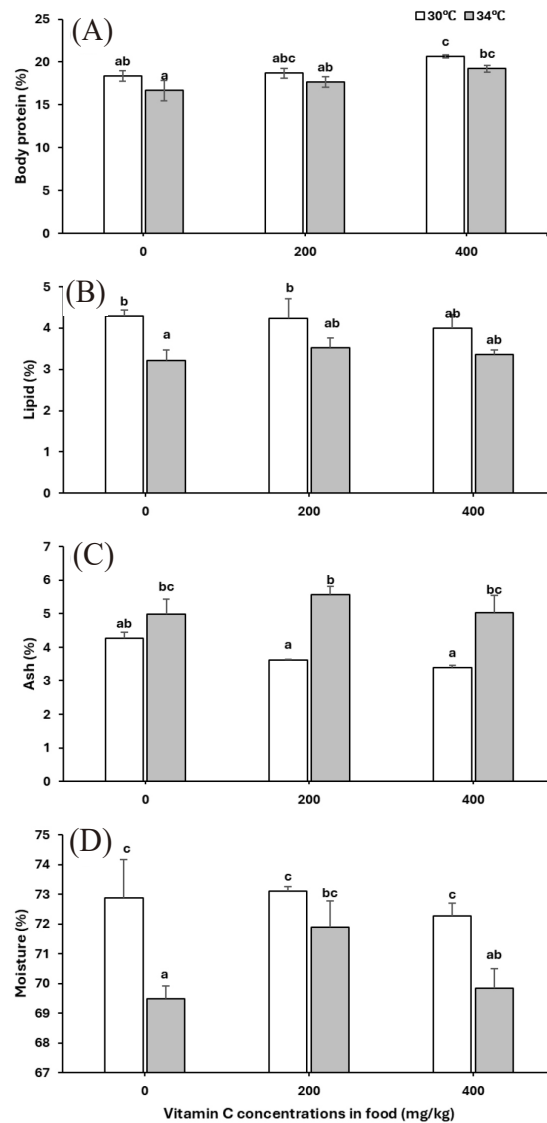 (A)
30℃ 34℃
Body protein (%)
25
20
15
10
5
0
ab a abc ab c bc
0 200 400
(B)
Lipid (%)
5
4
3
2
1
0
b a b ab ab ab
0 200 400
(C)
Ash (%)
7
6
5
4
3
2
1
0
ab bc a b a bc
0 200 400
(D)
Moisture (%)
75
74
73
72
71
70
69
68
67
c a c bc c ab
0 200 400
Vitamin C concentrations in food (mg/kg)